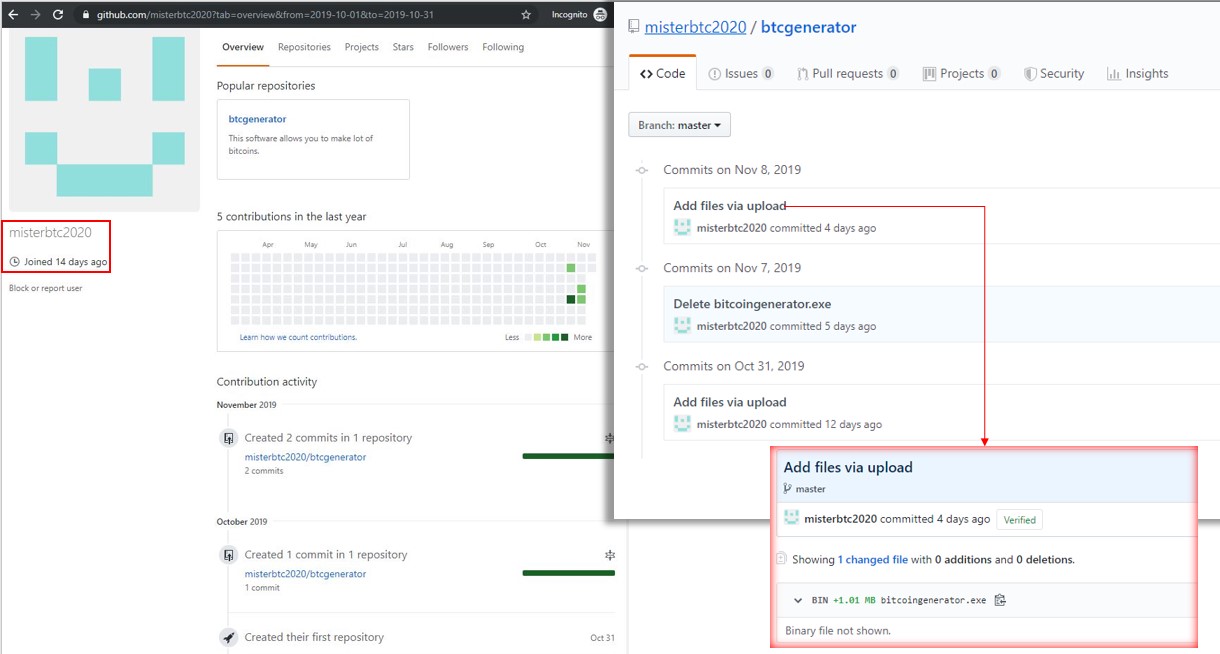 github.com/misterbtc2020?tab=overview&from=2019-10-01&to=2019-10-31
Incognito
Overview Repositories Projects Stars Followers Following
Popular repositories
btcgenerator
This software allows you to make lot of
bitcoins.
misterbtc2020
Joined 14 days ago
Block or report user
5 contributions in the last year
Apr May Jun Jul Aug Sep Oct Nov
Learn how we count contributions.
Less More
Contribution activity
November 2019
Created 2 commits in 1 repository
misterbtc2020/btcgenerator
2 commits
October 2019
Created 1 commit in 1 repository
misterbtc2020/btcgenerator
1 commit
Created their first repository
Oct 31
misterbtc2020 / btcgenerator
<> Code Issues 0 Pull requests 0 Projects 0 Security Insights
Branch: master
Commits on Nov 8, 2019
Add files via upload
misterbtc2020 committed 4 days ago
Commits on Nov 7, 2019
Delete bitcoingenerator.exe
misterbtc2020 committed 5 days ago
Commits on Oct 31, 2019
Add files via upload
misterbtc2020 committed 12 days ago
Add files via upload
master
misterbtc2020 committed 4 days ago Verified
Showing 1 changed file with 0 additions and 0 deletions.
BIN +1.01 MB bitcoingenerator.exe
Binary file not shown.